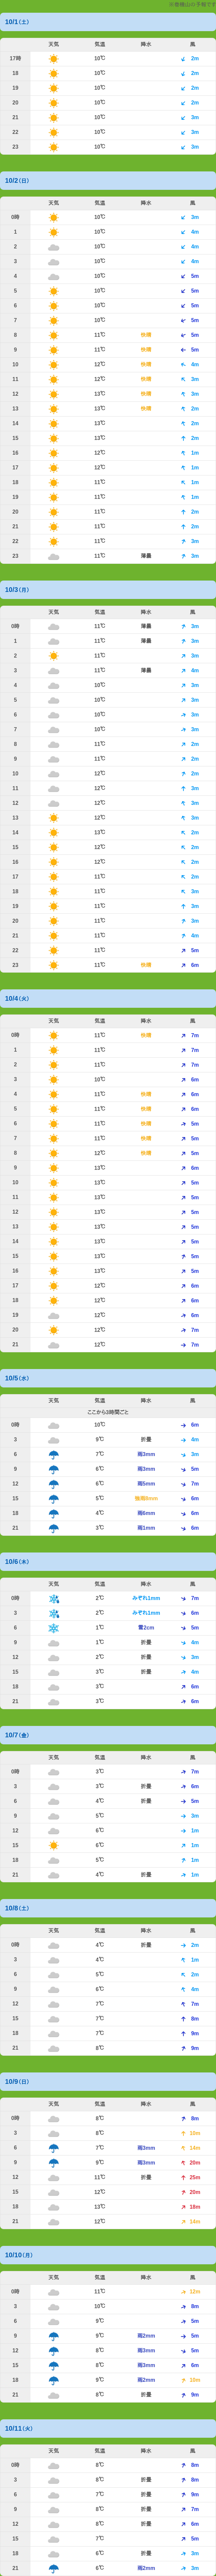 ※板橋山の予報です
10/1(土)
天気 気温 降水 風
17時 10℃ 2m
18 10℃ 2m
19 10℃ 2m
20 10℃ 2m
21 10℃ 3m
22 10℃ 3m
23 10℃ 3m
10/2(日)
天気 気温 降水 風
0時 10℃ 3m
1 10℃ 4m
2 10℃ 4m
3 10℃ 4m
4 10℃ 5m
5 10℃ 5m
6 10℃ 5m
7 10℃ 5m
8 11℃ 快晴 5m
9 11℃ 快晴 5m
10 12℃ 快晴 4m
11 12℃ 快晴 3m
12 13℃ 快晴 3m
13 13℃ 快晴 2m
14 13℃ 2m
15 13℃ 2m
16 12℃ 1m
17 12℃ 1m
18 11℃ 1m
19 11℃ 1m
20 11℃ 2m
21 11℃ 2m
22 11℃ 3m
23 11℃ 薄曇 3m
10/3(月)
天気 気温 降水 風
0時 11℃ 薄曇 3m
1 11℃ 薄曇 3m
2 11℃ 3m
3 11℃ 薄曇 4m
4 10℃ 3m
5 10℃ 3m
6 10℃ 3m
7 10℃ 3m
8 11℃ 2m
9 11℃ 2m
10 12℃ 2m
11 12℃ 3m
12 12℃ 3m
13 12℃ 3m
14 13℃ 2m
15 12℃ 2m
16 12℃ 2m
17 11℃ 2m
18 11℃ 3m
19 11℃ 3m
20 11℃ 3m
21 11℃ 4m
22 11℃ 5m
23 11℃ 快晴 6m
10/4(火)
天気 気温 降水 風
0時 11℃ 快晴 7m
1 11℃ 7m
2 11℃ 7m
3 10℃ 6m
4 11℃ 快晴 6m
5 11℃ 快晴 6m
6 11℃ 快晴 5m
7 11℃ 快晴 5m
8 12℃ 快晴 5m
9 13℃ 6m
10 13℃ 5m
11 13℃ 5m
12 13℃ 5m
13 13℃ 5m
14 13℃ 5m
15 13℃ 5m
16 13℃ 5m
17 12℃ 6m
18 12℃ 6m
19 12℃ 6m
20 12℃ 7m
21 12℃ 7m
10/5(水)
天気 気温 降水 風
ここから3時間ごと
0時 10℃ 6m
3 9℃ 折曇 4m
6 7℃ 雨3mm 3m
9 6℃ 雨3mm 5m
12 6℃ 雨5mm 7m
15 5℃ 強雨8mm 6m
18 4℃ 雨6mm 6m
21 3℃ 雨1mm 6m
10/6(木)
天気 気温 降水 風
0時 2℃ みぞれ1mm 7m
3 2℃ みぞれ1mm 6m
6 1℃ 雪2cm 5m
9 1℃ 折曇 4m
12 2℃ 折曇 3m
15 3℃ 折曇 4m
18 3℃ 6m
21 3℃ 6m
10/7(金)
天気 気温 降水 風
0時 3℃ 7m
3 3℃ 折曇 6m
6 4℃ 折曇 5m
9 5℃ 3m
12 6℃ 1m
15 6℃ 1m
18 5℃ 1m
21 4℃ 折曇 1m
10/8(土)
天気 気温 降水 風
0時 4℃ 折曇 2m
3 4℃ 1m
6 5℃ 2m
9 6℃ 4m
12 7℃ 7m
15 7℃ 8m
18 7℃ 9m
21 8℃ 9m
10/9(日)
天気 気温 降水 風
0時 8℃ 8m
3 8℃ 10m
6 7℃ 雨3mm 14m
9 9℃ 雨3mm 20m
12 11℃ 折曇 25m
15 12℃ 20m
18 13℃ 18m
21 12℃ 14m
10/10(月)
天気 気温 降水 風
0時 11℃ 12m
3 10℃ 8m
6 9℃ 5m
9 9℃ 雨2mm 5m
12 8℃ 雨3mm 5m
15 8℃ 雨3mm 6m
18 9℃ 雨2mm 10m
21 8℃ 折曇 9m
10/11(火)
天気 気温 降水 風
0時 8℃ 8m
3 8℃ 折曇 8m
6 7℃ 折曇 9m
9 8℃ 折曇 7m
12 8℃ 折曇 6m
15 7℃ 5m
18 6℃ 折曇 3m
21 6℃ 雨2mm 3m